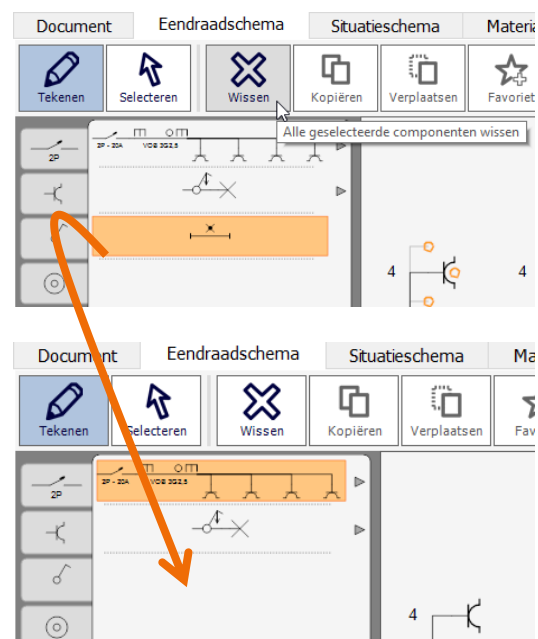 Document Eendraadschema Situatieschema Materia
Tekenen Selecteren Wissen Kopiëren Verplaatsen Favoriet
Alle geselecteerde componenten wissen
2P - 20A VOB 3G2,5
2P
4 4
Document Eendraadschema Situatieschema Ma
Tekenen Selecteren Wissen Kopiëren Verplaatsen Fav
2P - 20A VOB 3G2,5
2P
4